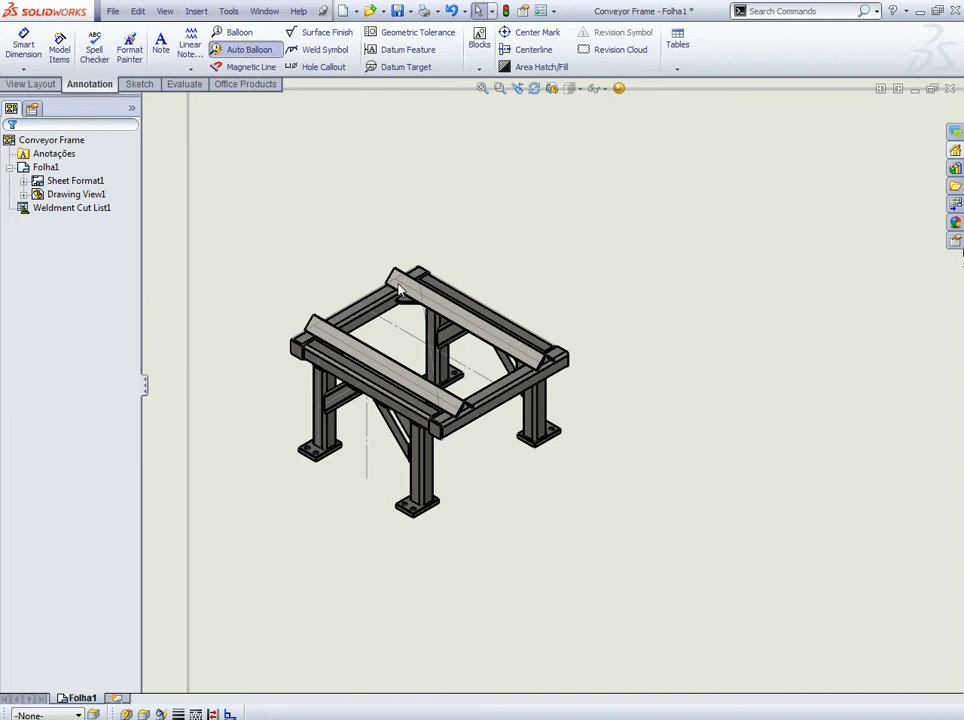 SOLIDWORKS File Edit View Insert Tools Window Help Conveyor Frame - Folha1 * Search Commands
Smart Dimension
Model Items
Spell Checker
Format Painter
Note
Linear Note...
Balloon
Auto Balloon
Magnetic Line
Surface Finish
Weld Symbol
Hole Callout
Geometric Tolerance
Datum Feature
Datum Target
Blocks
Center Mark
Centerline
Area Hatch/Fill
Revision Symbol
Revision Cloud
Tables
View Layout Annotation Sketch Evaluate Office Products
Conveyor Frame
Anotações
Folha1
Sheet Format1
Drawing View1
Weldment Cut List1
Folha1
-None-